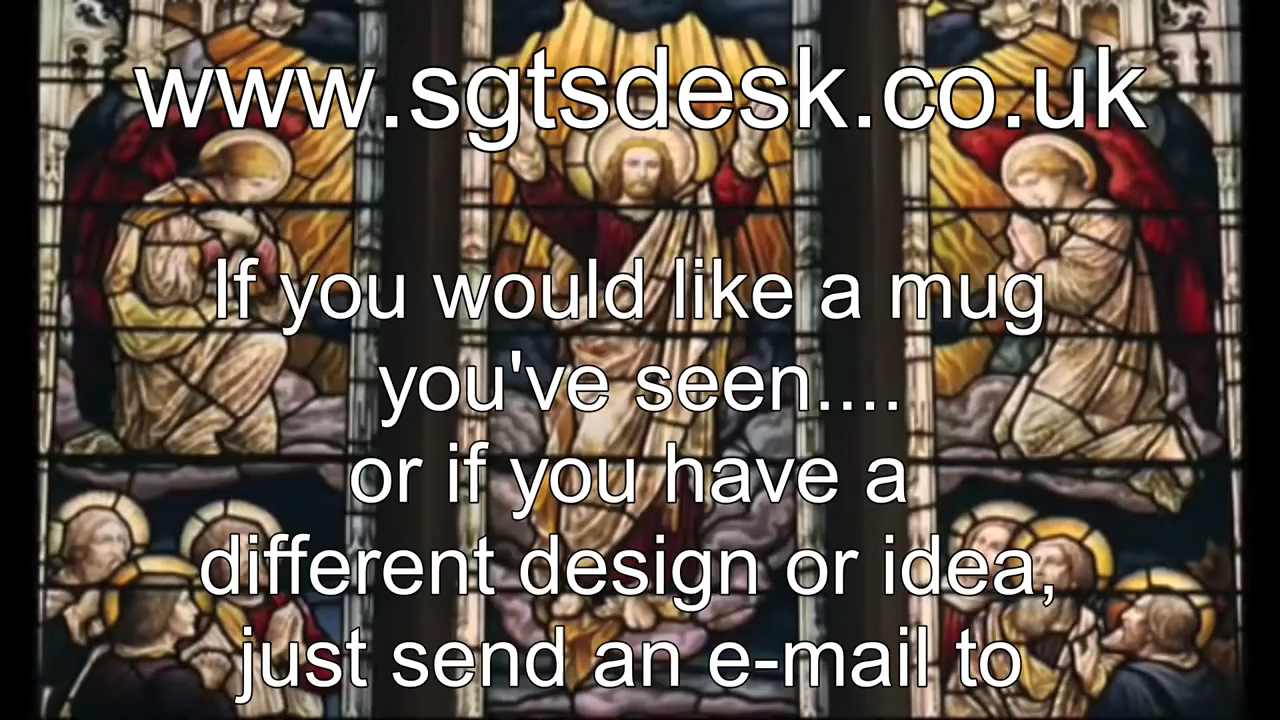 www.sgtsdesk.co.uk
If you would like a mug
you've seen....
or if you have a
different design or idea,
just send an e-mail to